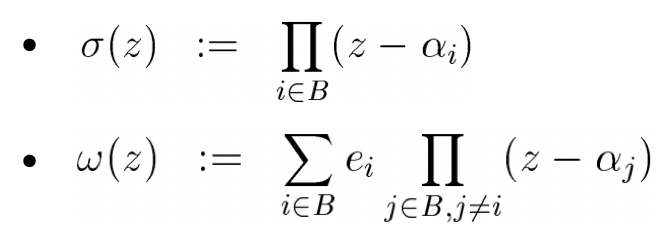 • σ(z) := ∏_{i∈B} (z − α_i)
• ω(z) := ∑_{i∈B} e_i ∏_{j∈B, j≠i} (z − α_j)